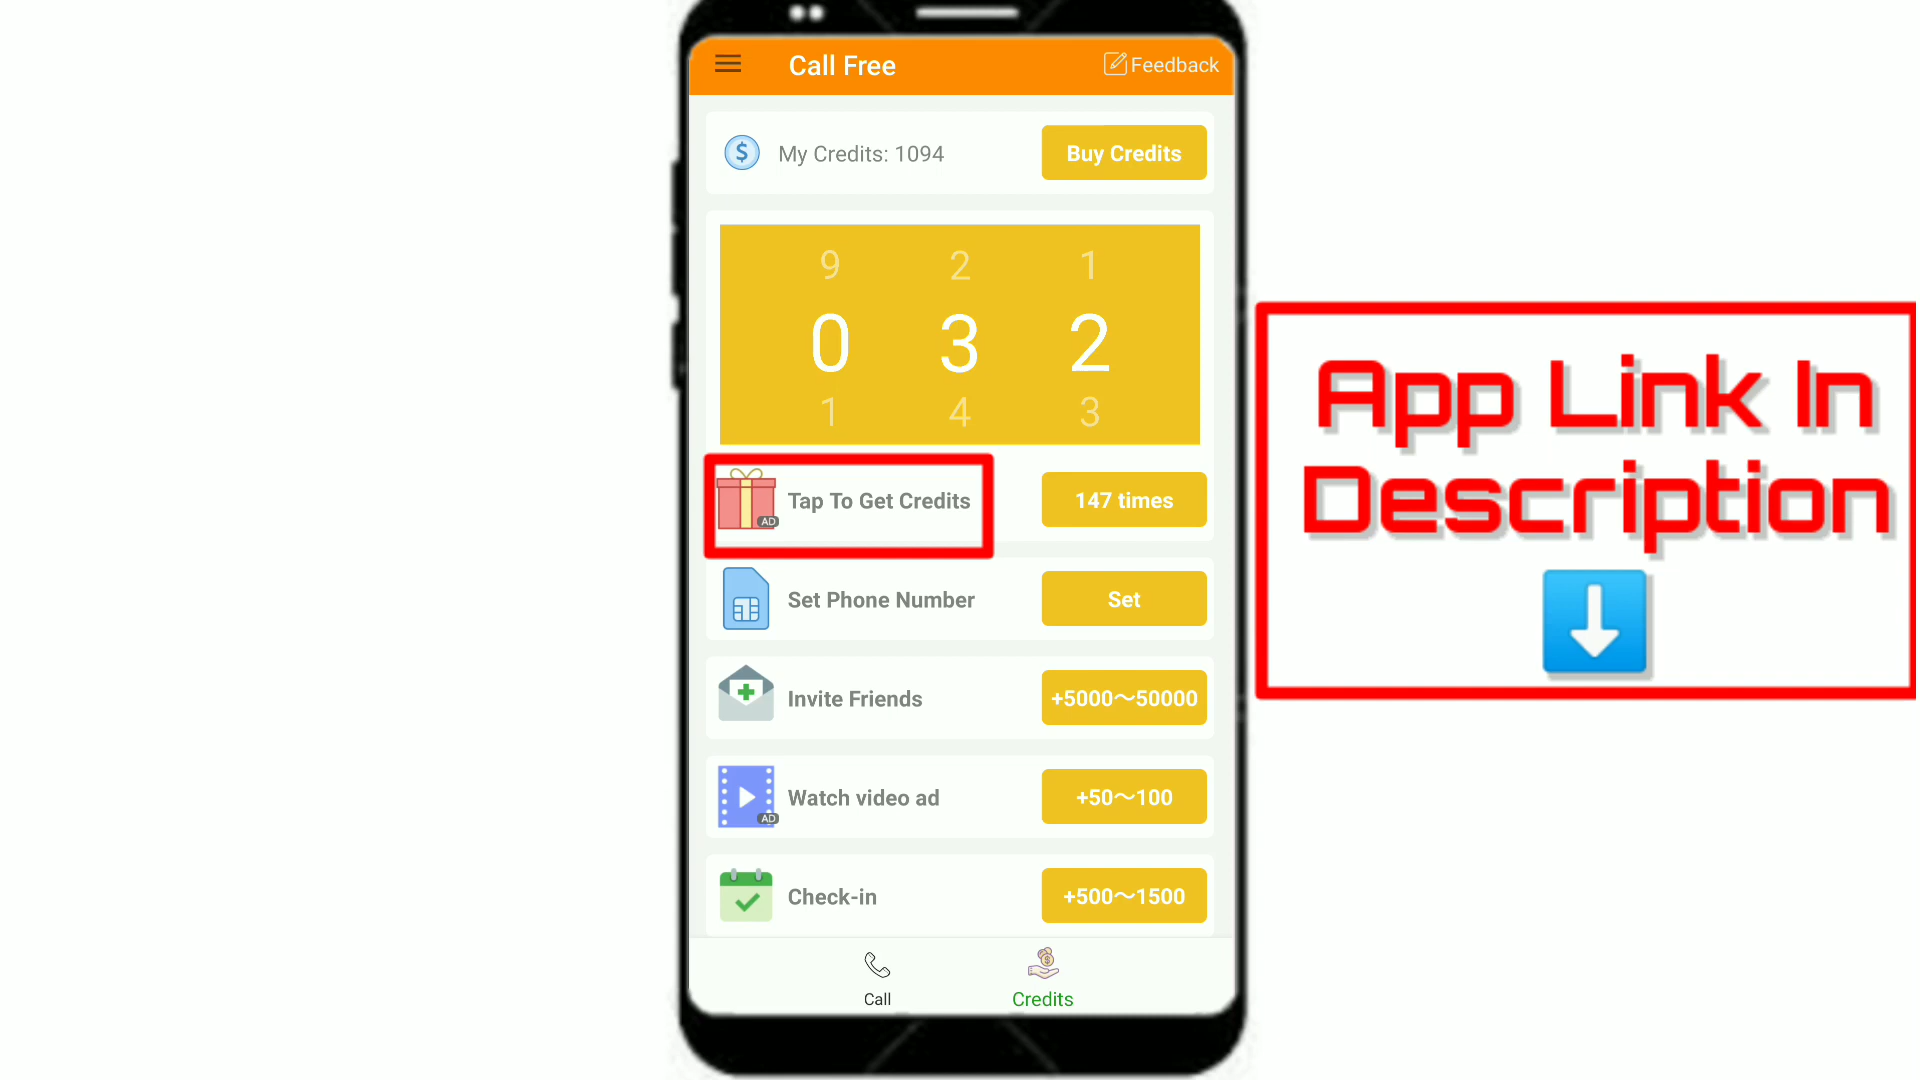 Call Free
Feedback
My Credits: 1094
Buy Credits
9 2 1
0 3 2
1 4 3
Tap To Get Credits
AD
147 times
Set Phone Number
Set
Invite Friends
+5000～50000
Watch video ad
AD
+50～100
Check-in
+500～1500
Call
Credits
App Link In
Description